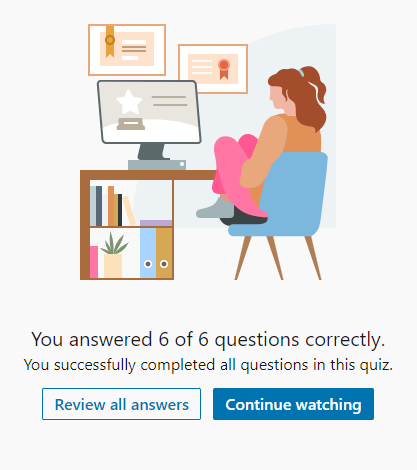 You answered 6 of 6 questions correctly.
You successfully completed all questions in this quiz.
Review all answers
Continue watching